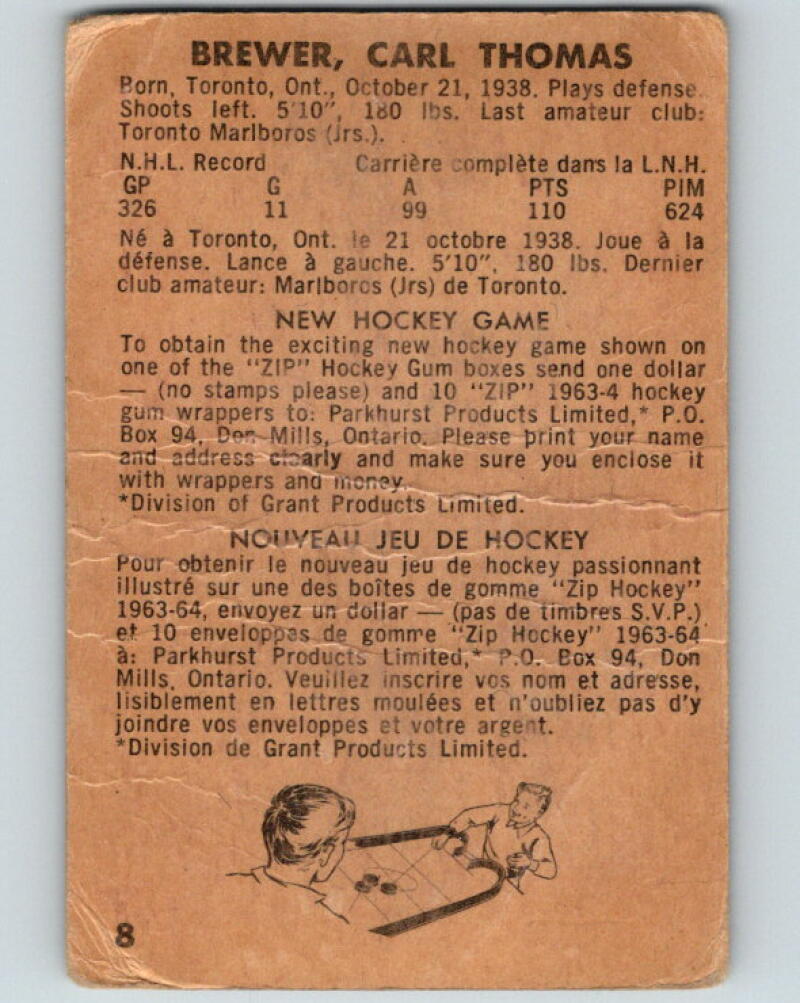 BREWER, CARL THOMAS
Born, Toronto, Ont., October 21, 1938. Plays defense.
Shoots left. 5'10", 180 lbs. Last amateur club:
Toronto Marlboros (Jrs.).
N.H.L. Record Carrière complète dans la L.N.H.
GP G A PTS PIM
326 11 99 110 624
Né à Toronto, Ont. le 21 octobre 1938. Joue à la
défense. Lance à gauche. 5'10", 180 lbs. Dernier
club amateur: Marlboros (Jrs) de Toronto.
NEW HOCKEY GAME
To obtain the exciting new hockey game shown on
one of the "ZIP" Hockey Gum boxes send one dollar
— (no stamps please) and 10 "ZIP" 1963-4 hockey
gum wrappers to: Parkhurst Products Limited,* P.O.
Box 94, Don Mills, Ontario. Please print your name
and address clearly and make sure you enclose it
with wrappers and money.
*Division of Grant Products Limited.
NOUVEAU JEU DE HOCKEY
Pour obtenir le nouveau jeu de hockey passionnant
illustré sur une des boîtes de gomme "Zip Hockey"
1963-64, envoyez un dollar — (pas de timbres S.V.P.)
et 10 enveloppes de gomme "Zip Hockey" 1963-64
à: Parkhurst Products Limited,* P.O. Box 94, Don
Mills, Ontario. Veuillez inscrire vos nom et adresse,
lisiblement en lettres moulées et n'oubliez pas d'y
joindre vos enveloppes et votre argent.
*Division de Grant Products Limited.
8